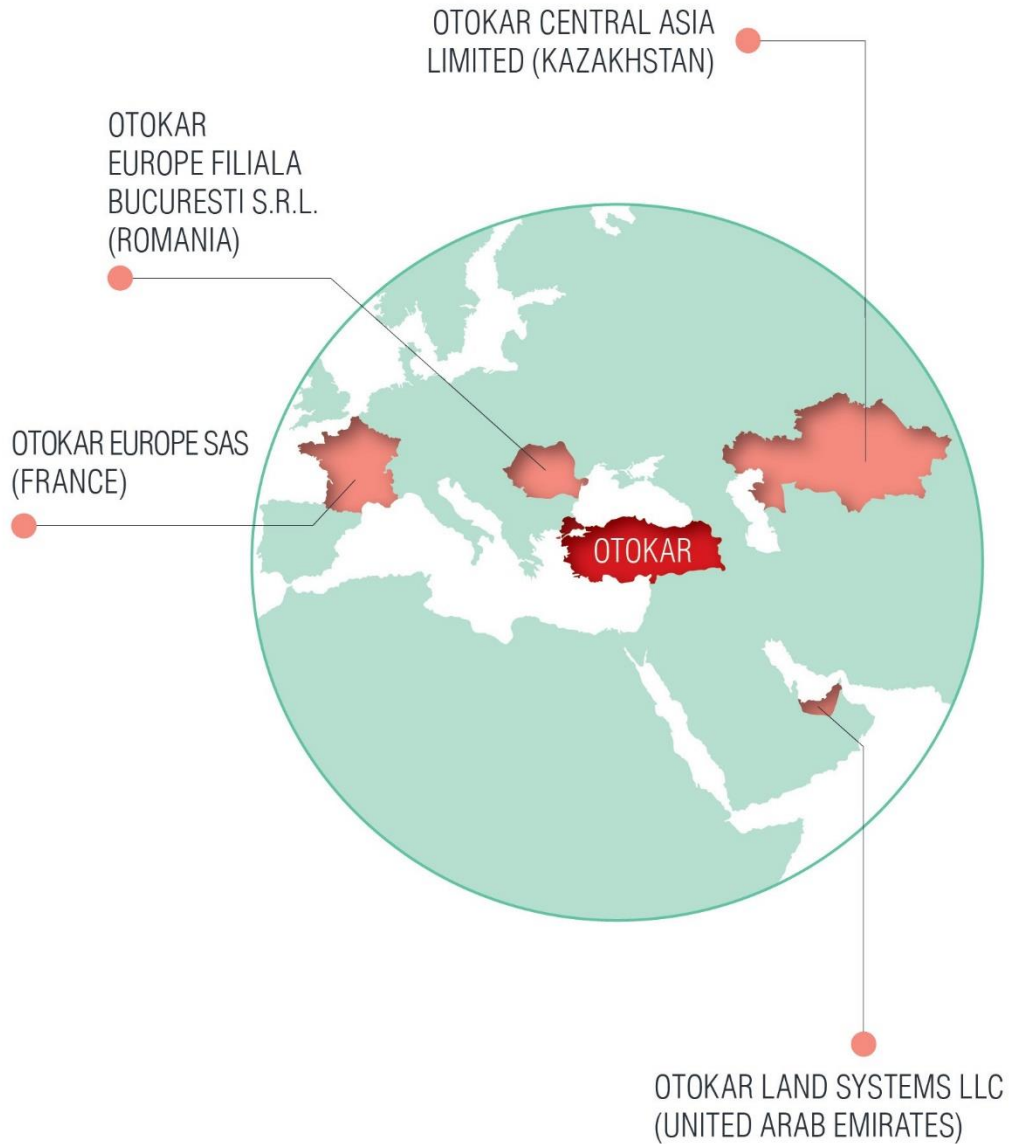 OTOKAR CENTRAL ASIA
LIMITED (KAZAKHSTAN)
OTOKAR
EUROPE FILIALA
BUCURESTI S.R.L.
(ROMANIA)
OTOKAR EUROPE SAS
(FRANCE)
OTOKAR
OTOKAR LAND SYSTEMS LLC
(UNITED ARAB EMIRATES)